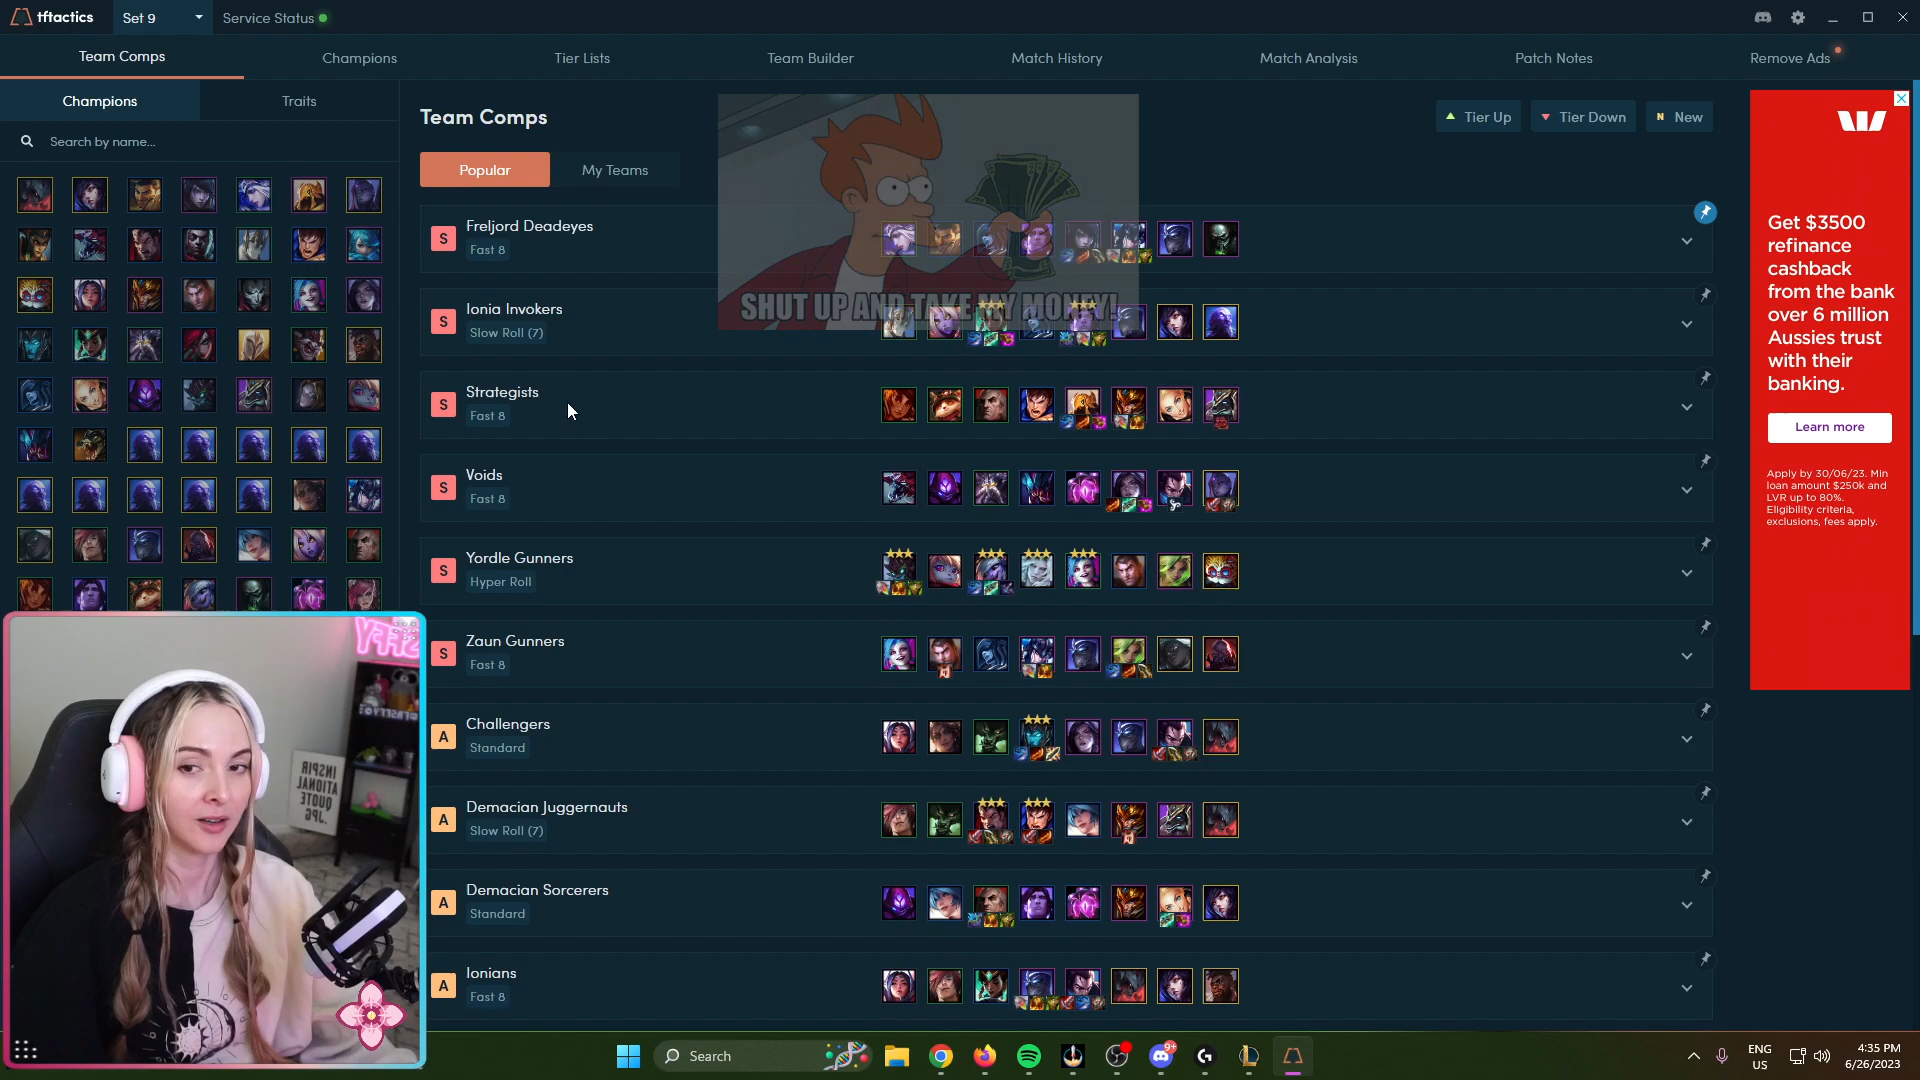 tftactics
Set 9
Service Status
Team Comps
Champions
Tier Lists
Team Builder
Match History
Match Analysis
Patch Notes
Remove Ads
Champions
Traits
Search by name...
Team Comps
Tier Up
Tier Down
N New
Popular
My Teams
SHUT UP AND TAKE MY MONEY!
S
Freljord Deadeyes
Fast 8
S
Ionia Invokers
Slow Roll (7)
S
Strategists
Fast 8
S
Voids
Fast 8
S
Yordle Gunners
Hyper Roll
S
Zaun Gunners
Fast 8
A
Challengers
Standard
A
Demacian Juggernauts
Slow Roll (7)
A
Demacian Sorcerers
Standard
A
Ionians
Fast 8
Get $3500
refinance
cashback
from the bank
over 6 million
Aussies trust
with their
banking.
Learn more
Apply by 30/06/23. Min
loan amount $250k and
LVR up to 80%.
Eligibility criteria,
exclusions, fees apply.
INSPIR
ATIONAL
QUOTE
.JPG
Search
9+
ENG
US
4:35 PM
6/26/2023